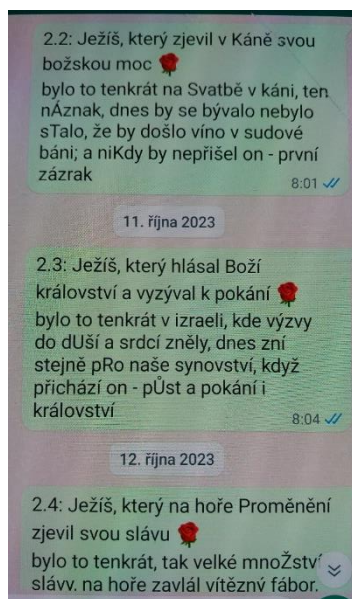 2.2: Ježíš, který zjevil v Káně svou
božskou moc 🌹
bylo to tenkrát na Svatbě v káni, ten
nÁznak, dnes by se bývalo nebylo
sTalo, že by došlo víno v sudové
báni; a niKdy by nepřišel on - první
zázrak
8:01
11. října 2023
2.3: Ježíš, který hlásal Boží
království a vyzýval k pokání 🌹
bylo to tenkrát v izraeli, kde výzvy
do dUší a srdcí zněly, dnes zní
stejně pRo naše synovství, když
přichází on - pŮst a pokání i
království
8:04
12. října 2023
2.4: Ježíš, který na hoře Proměnění
zjevil svou slávu 🌹
bylo to tenkrát, tak velké mnoŽství
slávy, na hoře zavlál vítězný fábor.